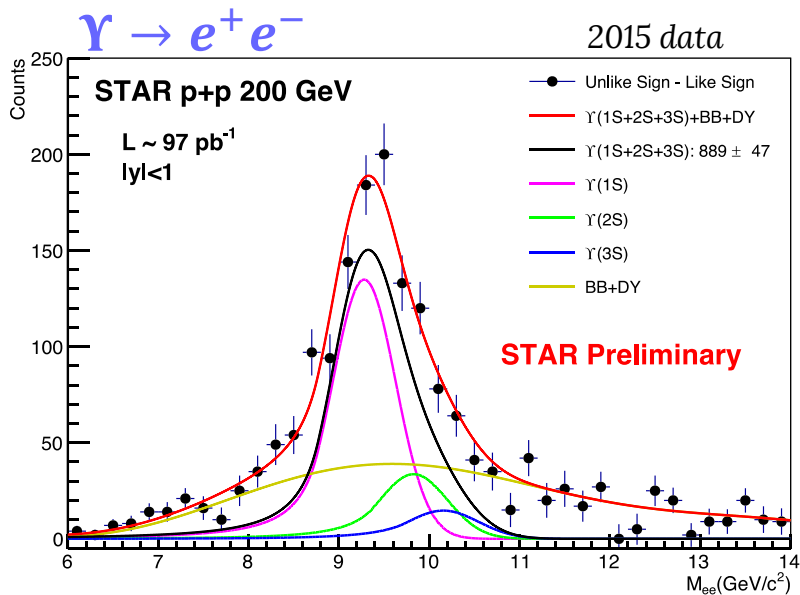 ϒ → e⁺e⁻
2015 data
STAR p+p 200 GeV
L ~ 97 pb⁻¹
|y|<1
Unlike Sign - Like Sign
ϒ(1S+2S+3S)+BB+DY
ϒ(1S+2S+3S): 889 ± 47
ϒ(1S)
ϒ(2S)
ϒ(3S)
BB+DY
STAR Preliminary
Counts
250
200
150
100
50
0
6 7 8 9 10 11 12 13 14
M_ee(GeV/c²)